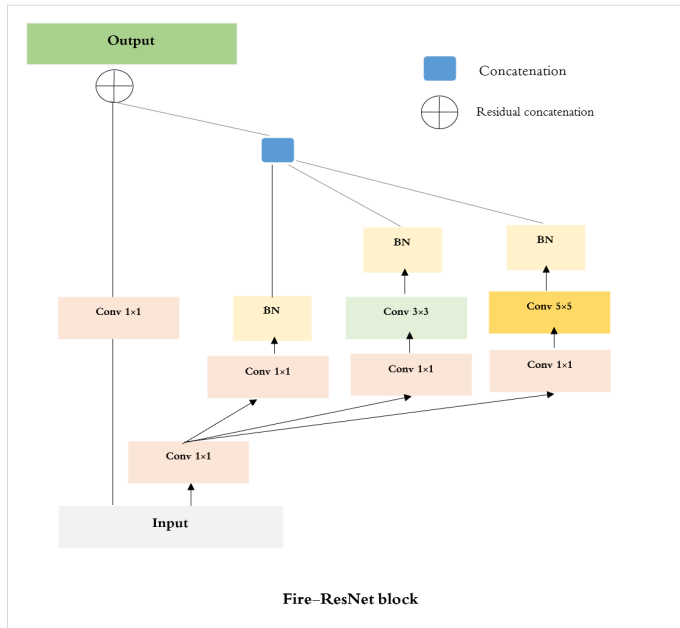 Output
Concatenation
Residual concatenation
BN
BN
Conv 1×1
BN
Conv 3×3
Conv 5×5
Conv 1×1
Conv 1×1
Conv 1×1
Conv 1×1
Input
Fire–ResNet block